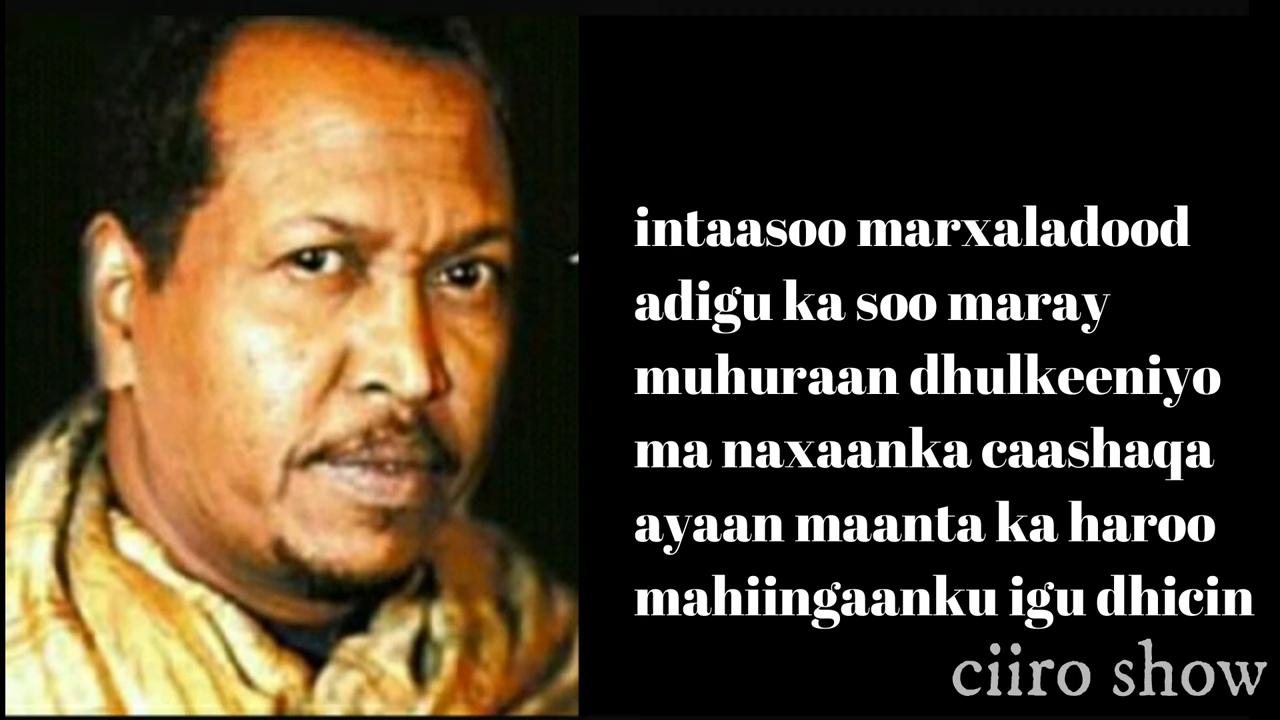 intaasoo marxaladood
adigu ka soo maray
muhuraan dhulkeeniyo
ma naxaanka caashaqa
ayaan maanta ka haroo
mahiingaanku igu dhicin
ciiro show